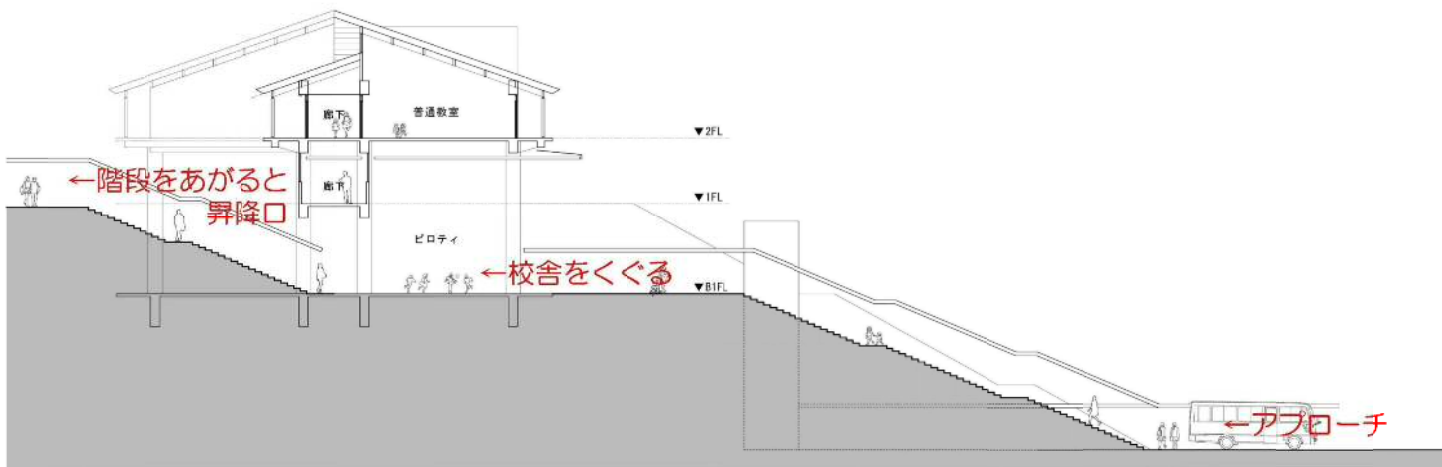 廊下
普通教室
▼2FL
←階段をあがると
昇降口
廊下
▼1FL
ピロティ
←校舎をくぐる
▼B1FL
←アプローチ